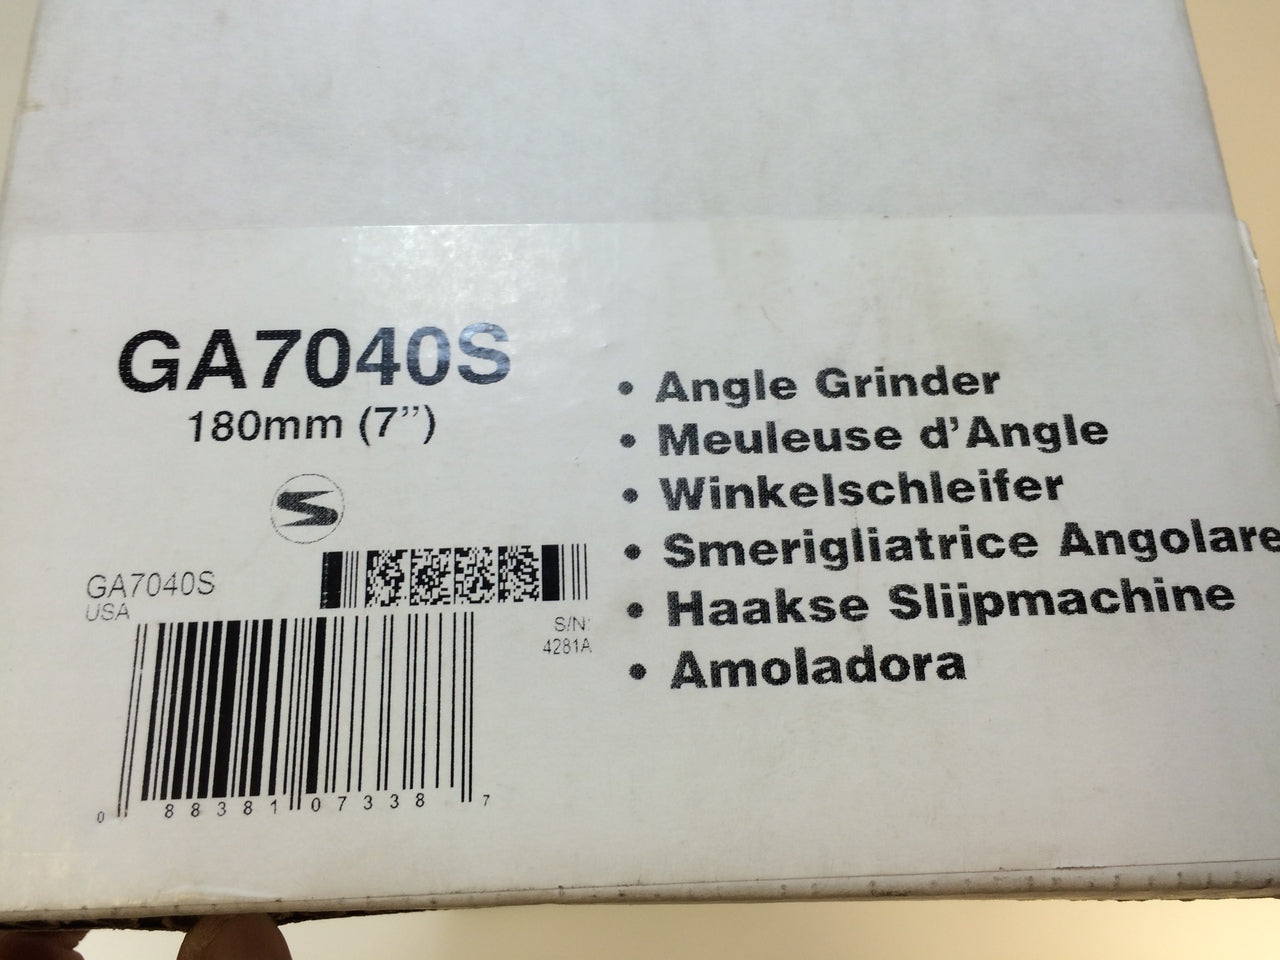 GA7040S
180mm (7")
• Angle Grinder
• Meuleuse d'Angle
• Winkelschleifer
• Smerigliatrice Angolare
• Haakse Slijpmachine
• Amoladora
S
GA7040S
USA
S/N:
4281A
0 88381 07338 7